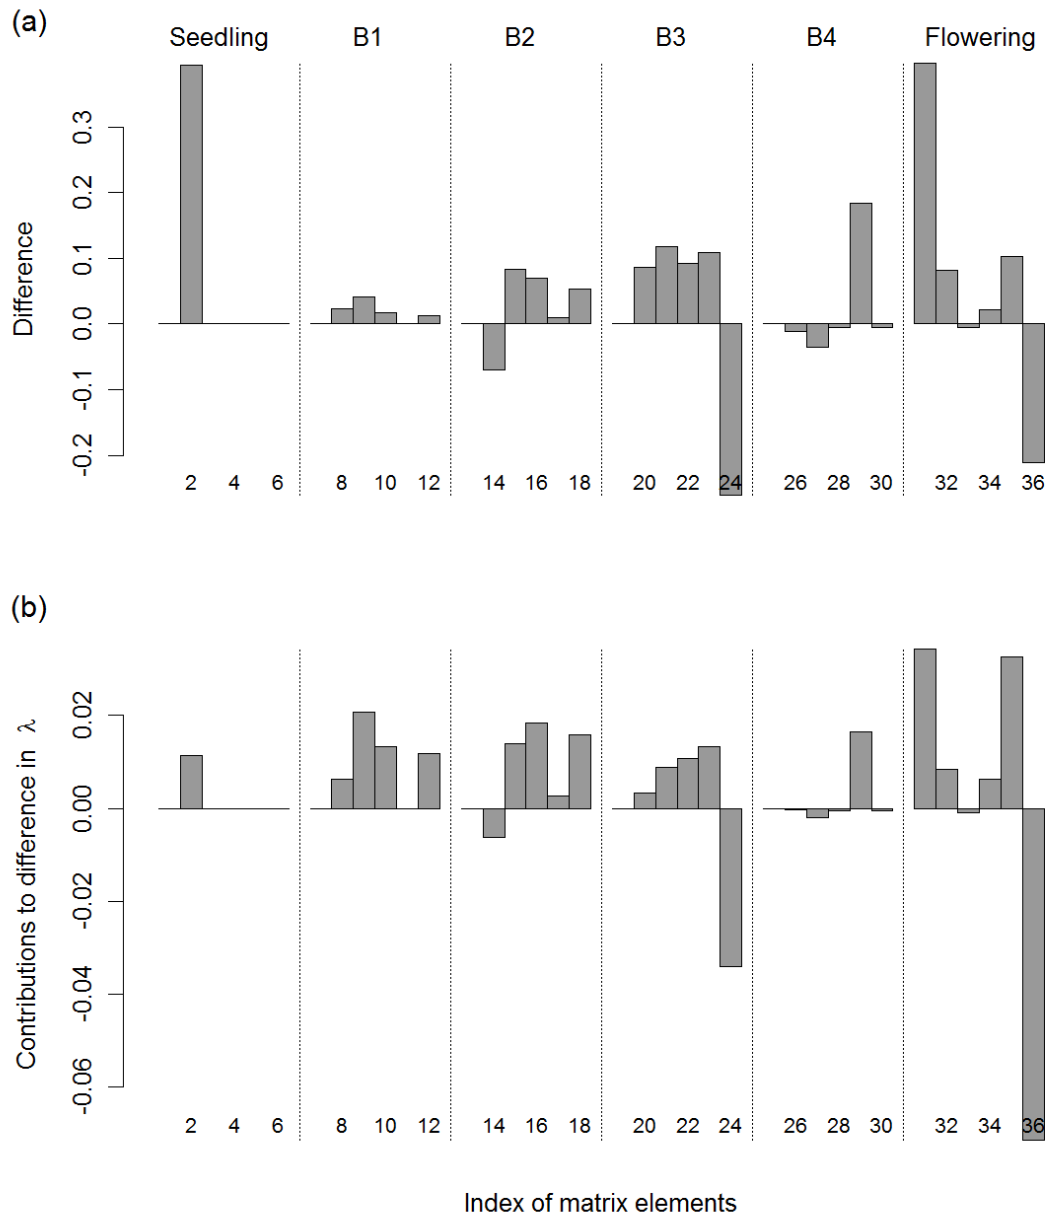 (a)
Seedling B1 B2 B3 B4 Flowering
Difference
0.3
0.2
0.1
0.0
-0.1
-0.2
2 4 6 8 10 12 14 16 18 20 22 24 26 28 30 32 34 36
(b)
Contributions to difference in λ
0.02
0.00
-0.02
-0.04
-0.06
2 4 6 8 10 12 14 16 18 20 22 24 26 28 30 32 34 36
Index of matrix elements